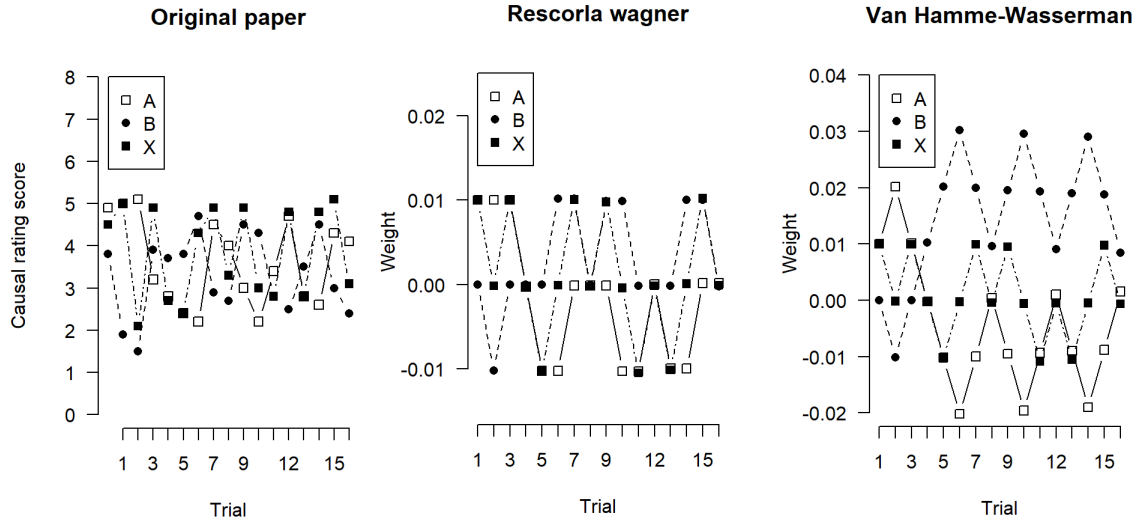 Original paper
Causal rating score
8
7
6
5
4
3
2
1
0
A
B
X
1 3 5 7 9 12 15
Trial
Rescorla wagner
Weight
0.02
0.01
0.00
-0.01
A
B
X
1 3 5 7 9 12 15
Trial
Van Hamme-Wasserman
Weight
0.04
0.03
0.02
0.01
0.00
-0.01
-0.02
A
B
X
1 3 5 7 9 12 15
Trial